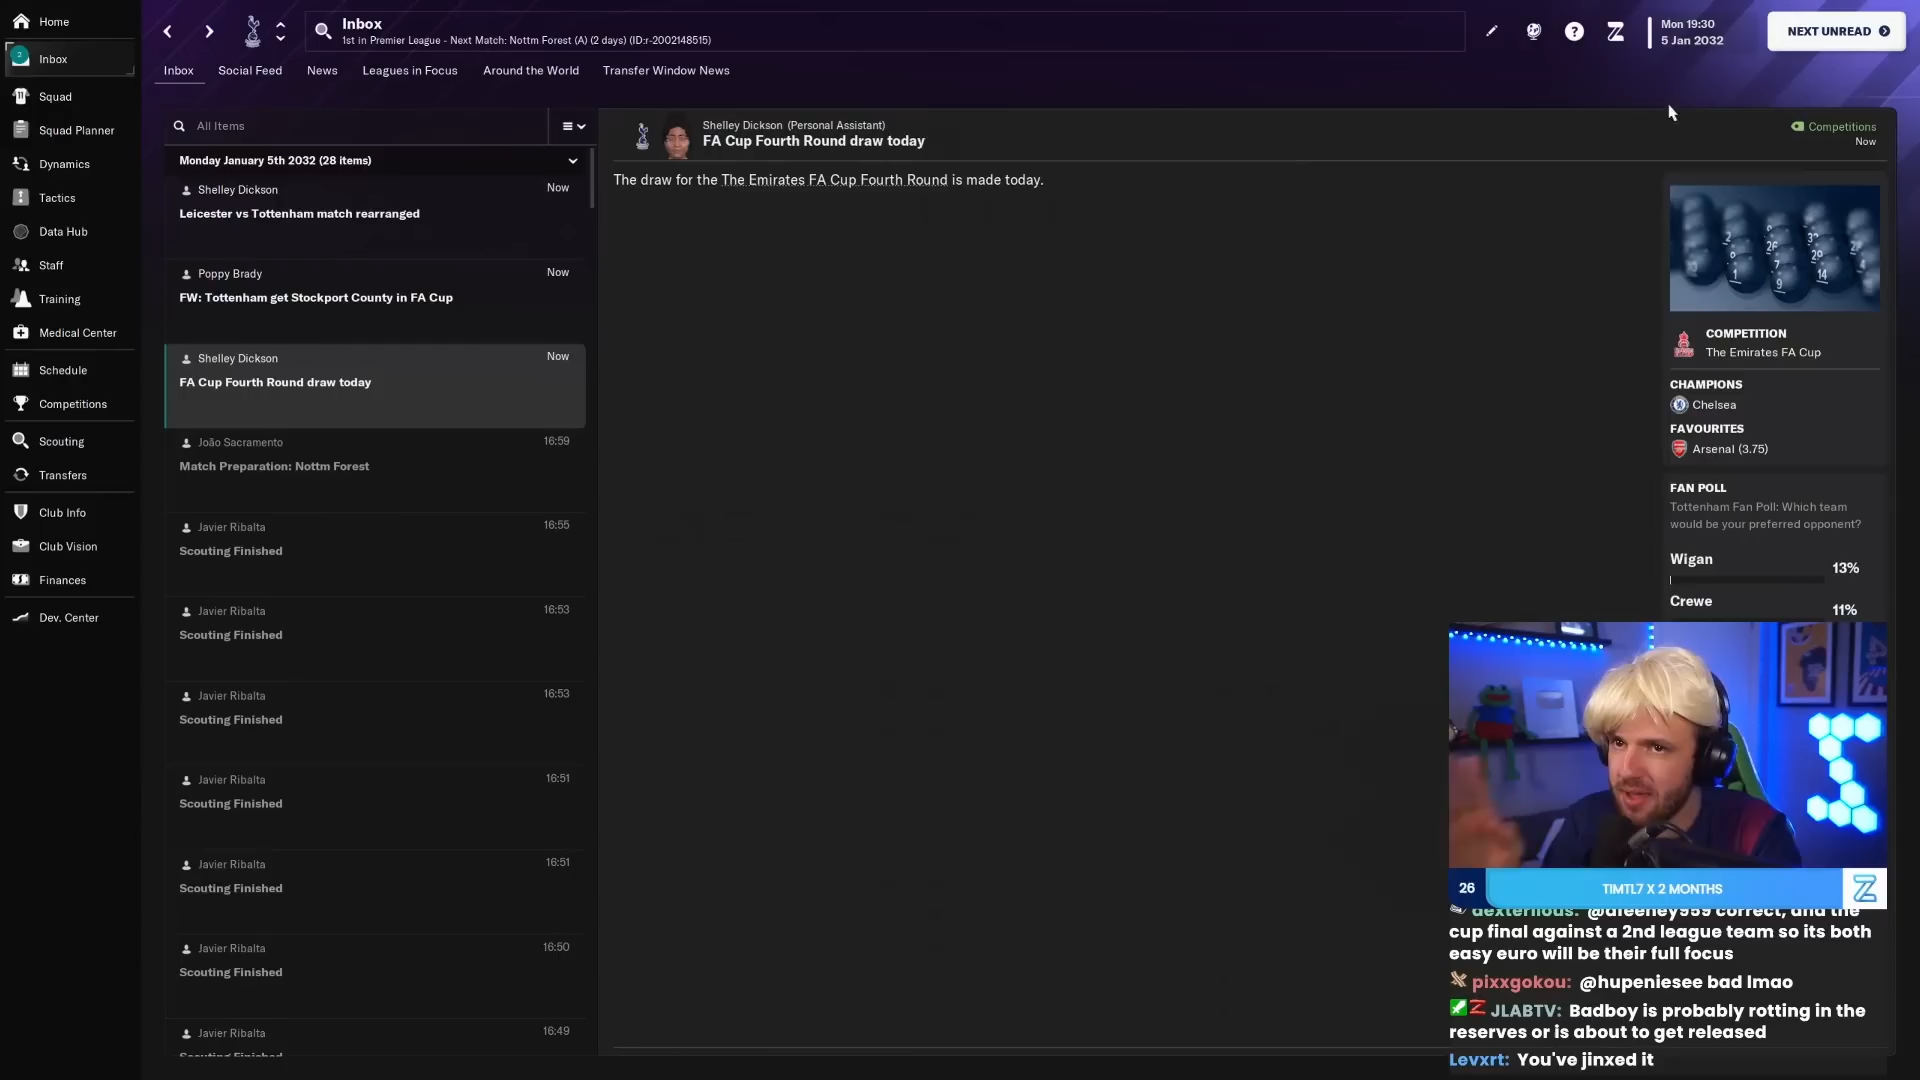 Home
Inbox
2
Squad
Squad Planner
Dynamics
Tactics
Data Hub
Staff
Training
Medical Center
Schedule
Competitions
Scouting
Transfers
Club Info
Club Vision
Finances
Dev. Center
Inbox
1st in Premier League - Next Match: Nottm Forest (A) (2 days) (ID:r-2002148515)
Mon 19:30
5 Jan 2032
NEXT UNREAD
Inbox Social Feed News Leagues in Focus Around the World Transfer Window News
All Items
Monday January 5th 2032 (28 items)
Shelley Dickson Now
Leicester vs Tottenham match rearranged
Poppy Brady Now
FW: Tottenham get Stockport County in FA Cup
Shelley Dickson Now
FA Cup Fourth Round draw today
João Sacramento 16:59
Match Preparation: Nottm Forest
Javier Ribalta 16:55
Scouting Finished
Javier Ribalta 16:53
Scouting Finished
Javier Ribalta 16:53
Scouting Finished
Javier Ribalta 16:51
Scouting Finished
Javier Ribalta 16:51
Scouting Finished
Javier Ribalta 16:50
Scouting Finished
Javier Ribalta 16:49
Scouting Finished
Shelley Dickson (Personal Assistant)
FA Cup Fourth Round draw today
Competitions
Now
The draw for the The Emirates FA Cup Fourth Round is made today.
COMPETITION
The Emirates FA Cup
CHAMPIONS
Chelsea
FAVOURITES
Arsenal (3.75)
FAN POLL
Tottenham Fan Poll: Which team
would be your preferred opponent?
Wigan 13%
Crewe 11%
26 TIMTL7 X 2 MONTHS
dexterlious: @dfeeney959 correct, and the
cup final against a 2nd league team so its both
easy euro will be their full focus
pixxgokou: @hupeniesee bad lmao
JLABTV: Badboy is probably rotting in the
reserves or is about to get released
Levxrt: You've jinxed it